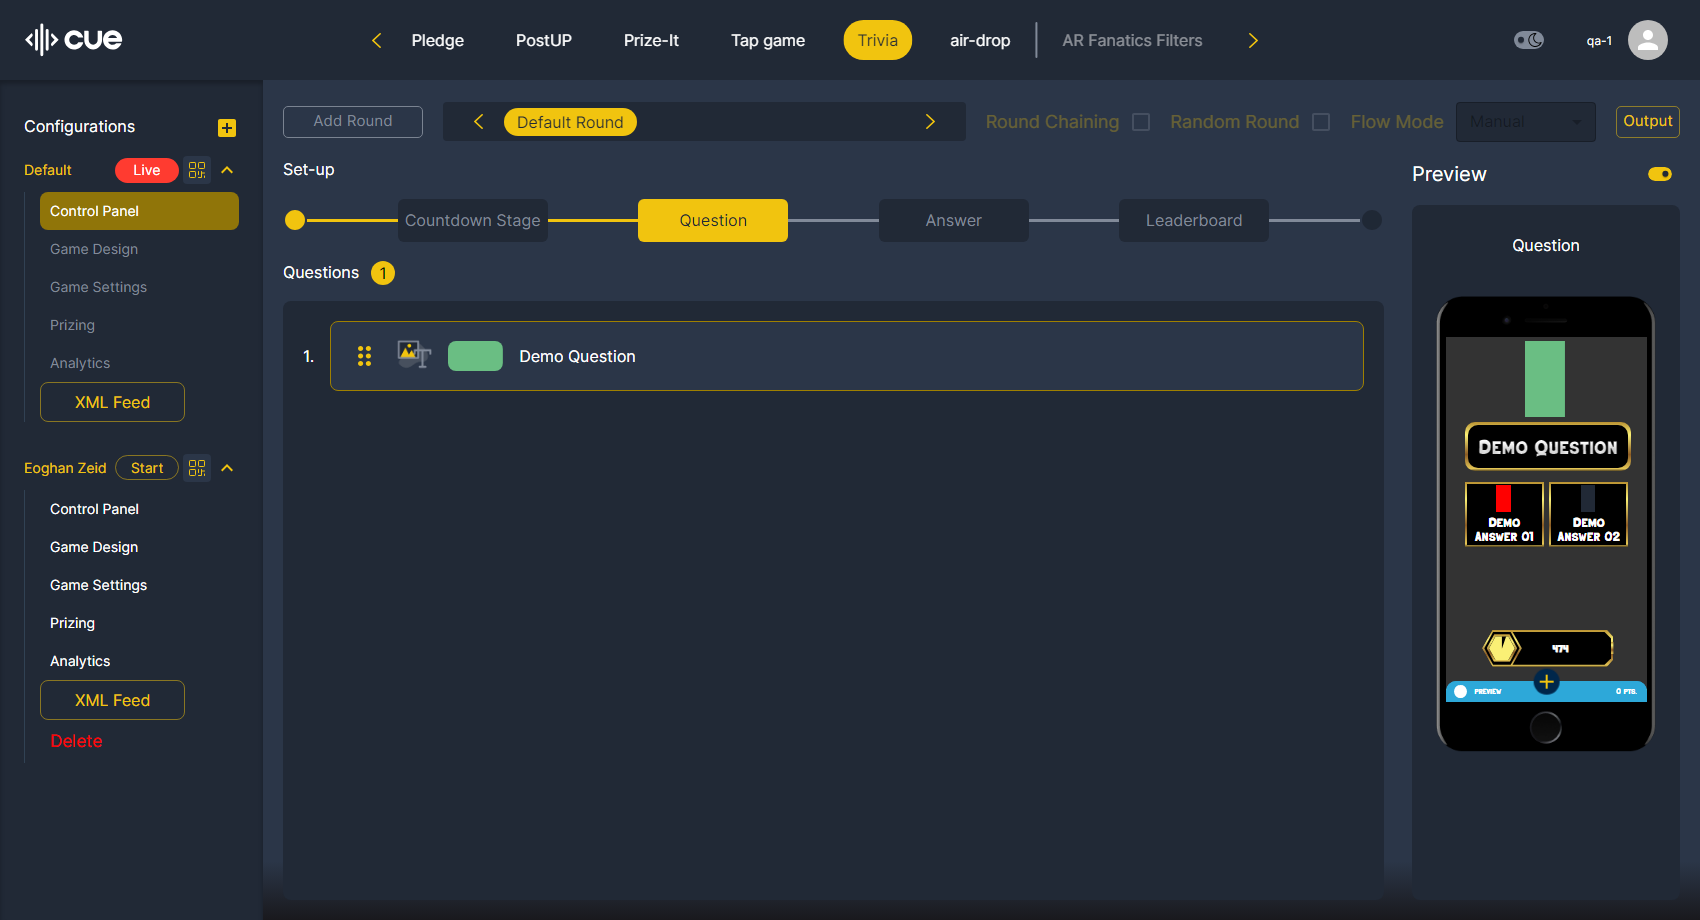 cue
Pledge
PostUP
Prize-It
Tap game
Trivia
air-drop
AR Fanatics Filters
qa-1
Configurations
Default
Live
Control Panel
Game Design
Game Settings
Prizing
Analytics
XML Feed
Eoghan Zeid
Start
Control Panel
Game Design
Game Settings
Prizing
Analytics
XML Feed
Delete
Add Round
Default Round
Round Chaining
Random Round
Flow Mode
Manual
Output
Set-up
Countdown Stage
Question
Answer
Leaderboard
Questions
1
1.
Demo Question
Preview
Question
Demo Question
Demo
Answer 01
Demo
Answer 02
474
PREVIEW
0 PTS.